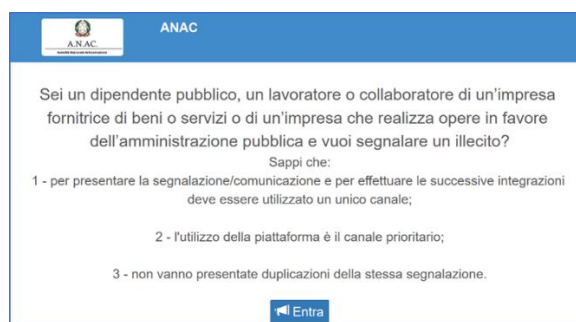 ANAC
A.N.AC.
Sei un dipendente pubblico, un lavoratore o collaboratore di un'impresa
fornitrice di beni o servizi o di un'impresa che realizza opere in favore
dell'amministrazione pubblica e vuoi segnalare un illecito?
Sappi che:
1 - per presentare la segnalazione/comunicazione e per effettuare le successive integrazioni
deve essere utilizzato un unico canale;
2 - l'utilizzo della piattaforma è il canale prioritario;
3 - non vanno presentate duplicazioni della stessa segnalazione.
Entra